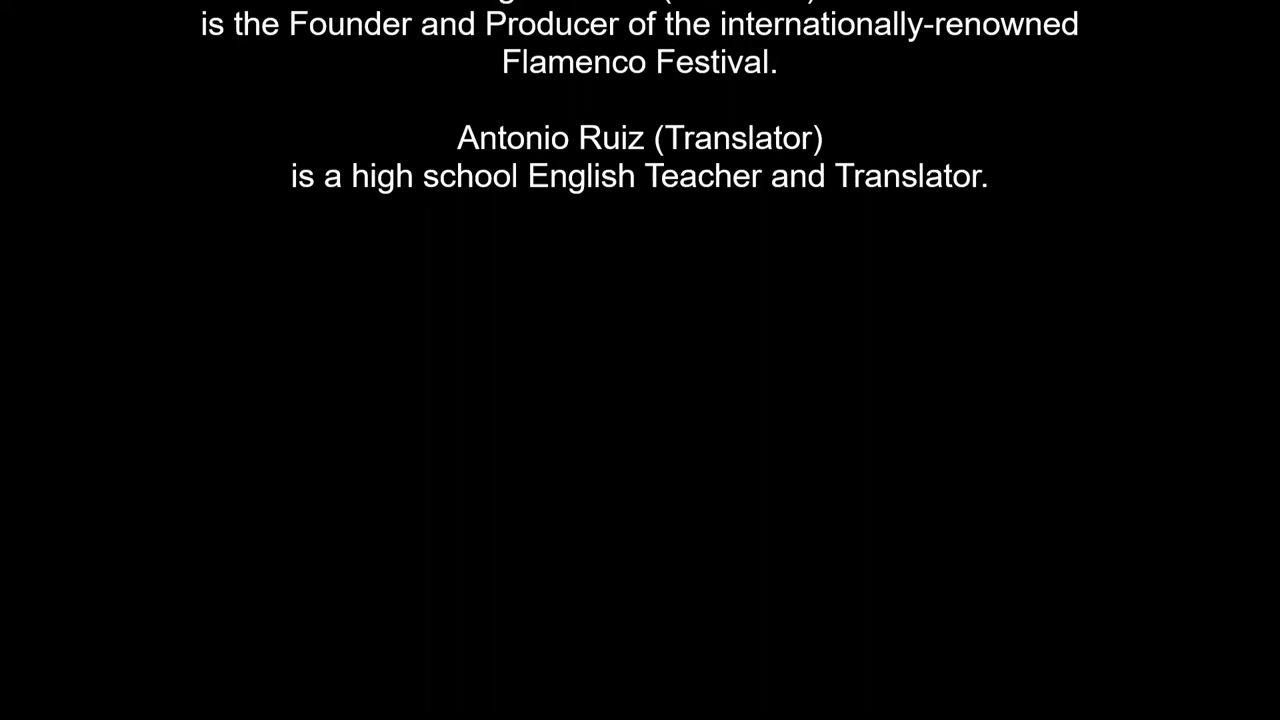 is the Founder and Producer of the internationally-renowned
Flamenco Festival.
Antonio Ruiz (Translator)
is a high school English Teacher and Translator.